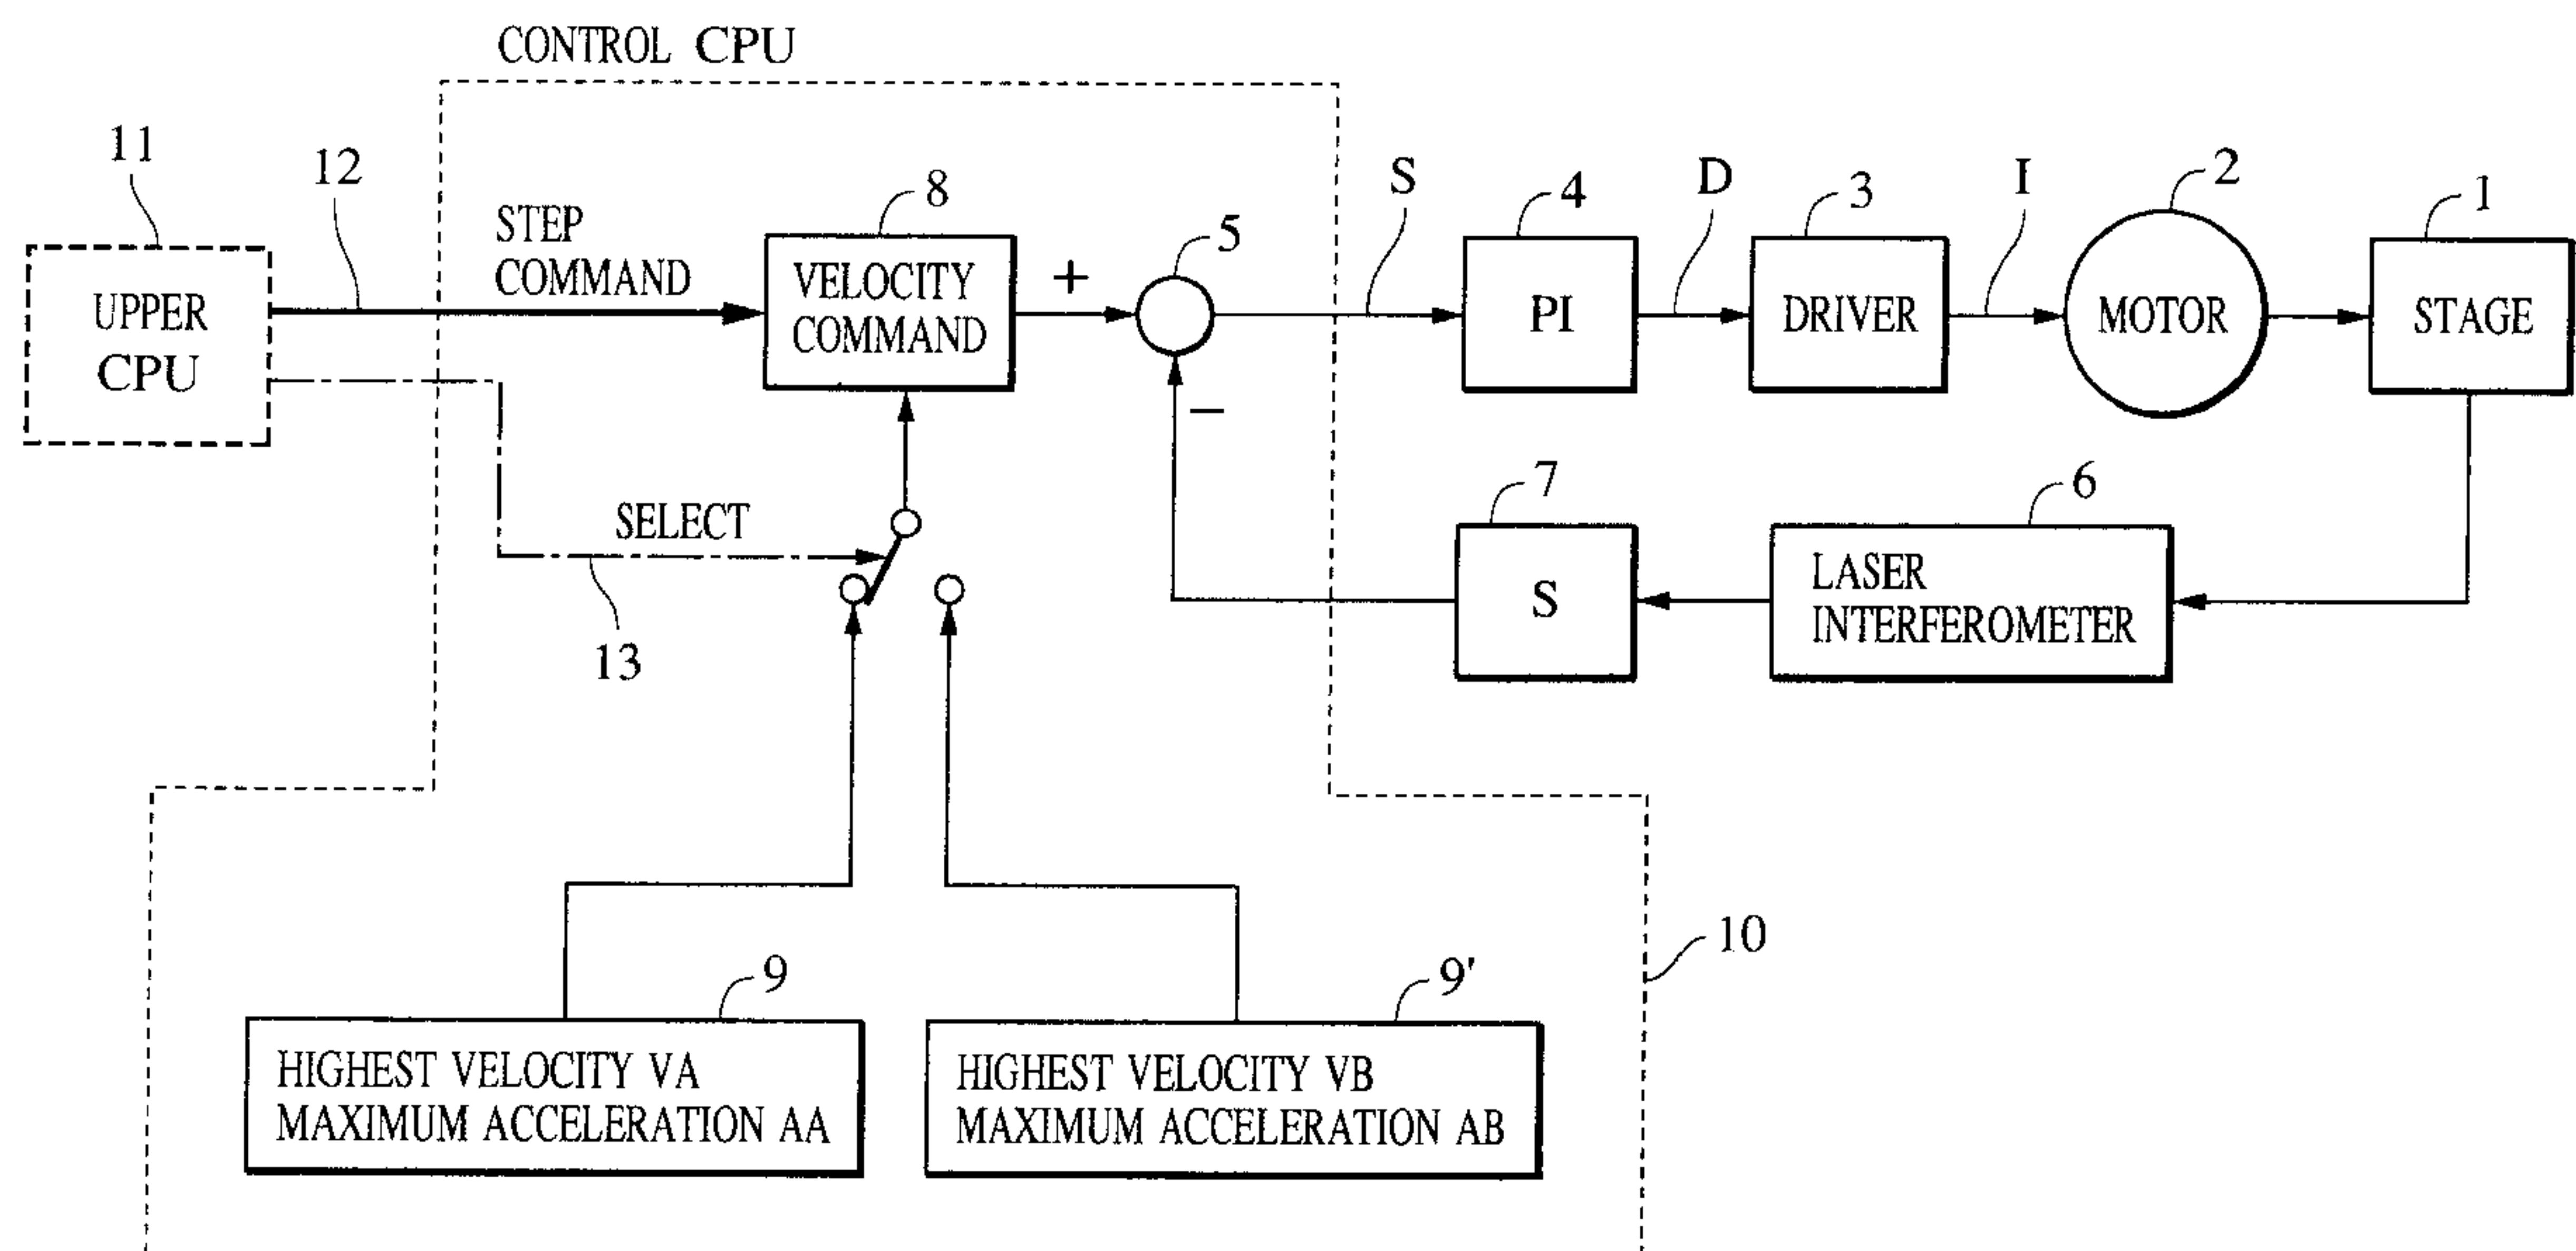 CONTROL CPU
11
12
8
5
S
4
D
3
I
2
1
UPPER
CPU
STEP
COMMAND
VELOCITY
COMMAND
+
PI
DRIVER
MOTOR
STAGE
−
SELECT
13
7
6
S
LASER
INTERFEROMETER
10
9
9'
HIGHEST VELOCITY VA
MAXIMUM ACCELERATION AA
HIGHEST VELOCITY VB
MAXIMUM ACCELERATION AB